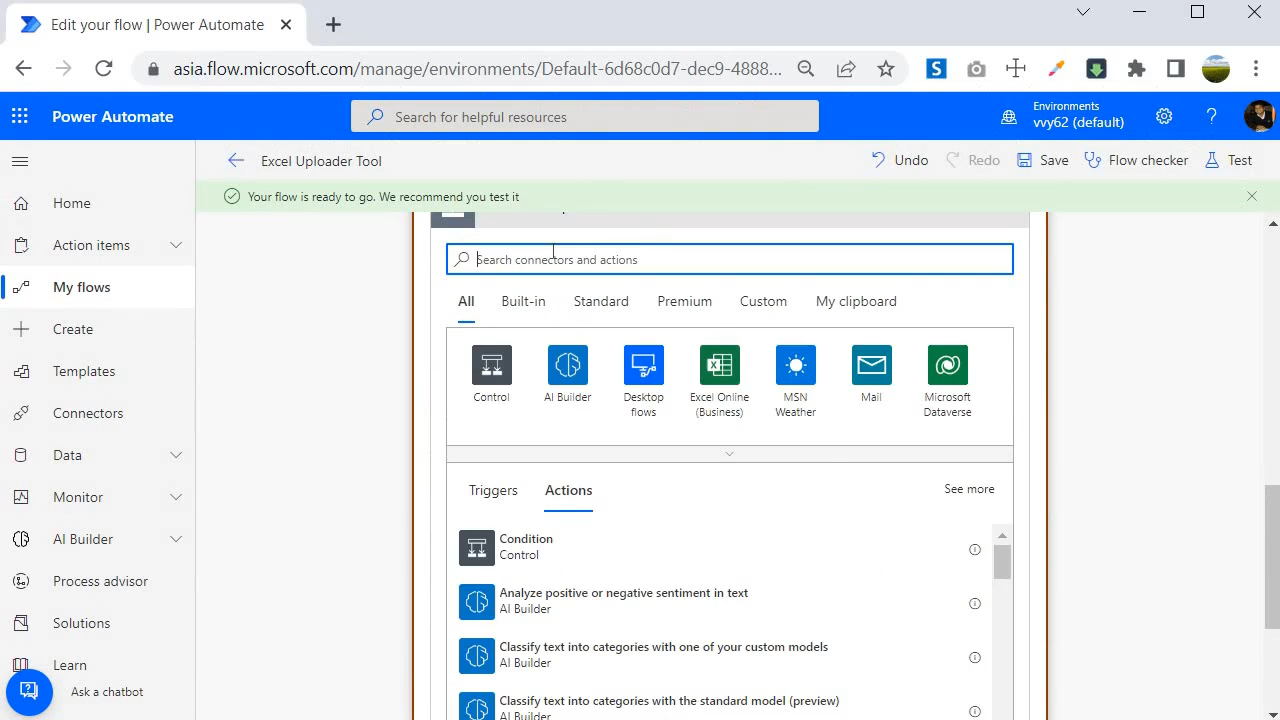 Edit your flow | Power Automate
asia.flow.microsoft.com/manage/environments/Default-6d68c0d7-dec9-4888...
S
Power Automate
Search for helpful resources
Environments
vvy62 (default)
Excel Uploader Tool
Undo
Redo
Save
Flow checker
Test
Your flow is ready to go. We recommend you test it
Home
Action items
My flows
Create
Templates
Connectors
Data
Monitor
AI Builder
Process advisor
Solutions
Learn
Ask a chatbot
Search connectors and actions
All
Built-in
Standard
Premium
Custom
My clipboard
Control
AI Builder
Desktop
flows
Excel Online
(Business)
MSN
Weather
Mail
Microsoft
Dataverse
Triggers
Actions
See more
Condition
Control
Analyze positive or negative sentiment in text
AI Builder
Classify text into categories with one of your custom models
AI Builder
Classify text into categories with the standard model (preview)
AI Builder